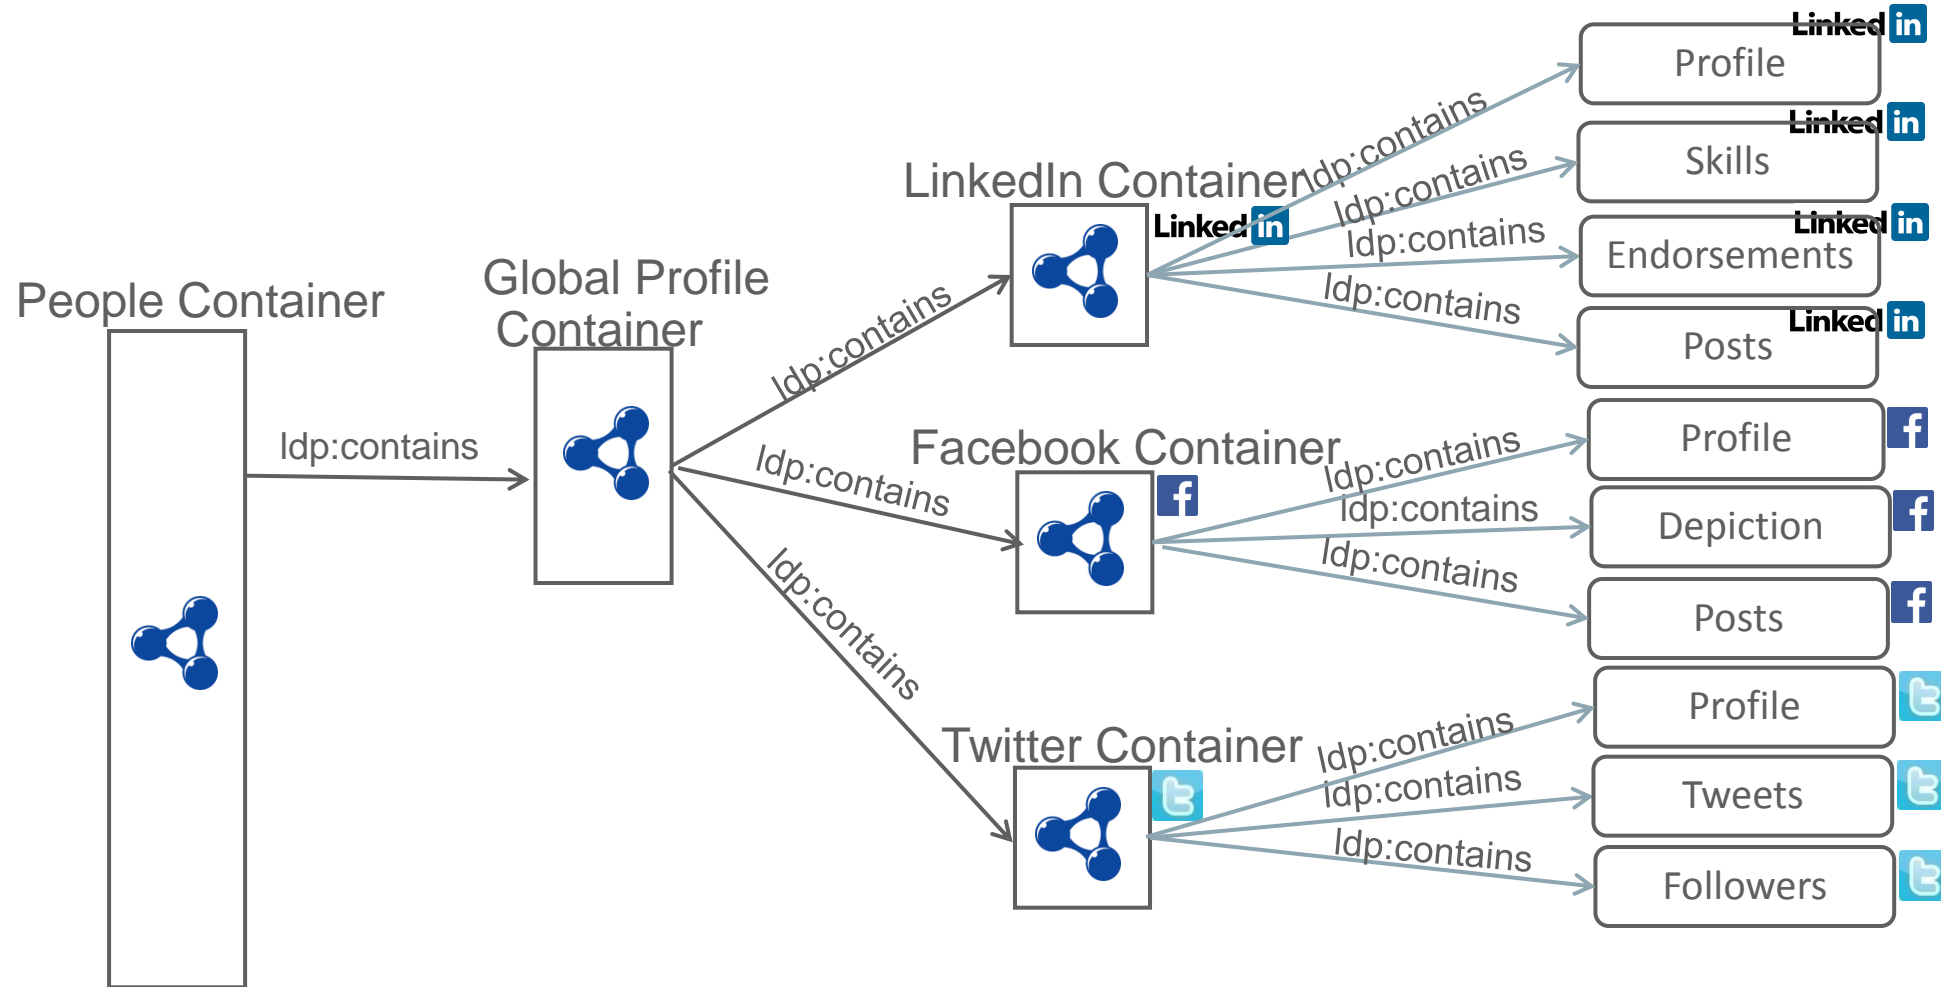 People Container
ldp:contains
Global Profile
Container
ldp:contains
ldp:contains
ldp:contains
LinkedIn Container
Linked in
ldp:contains
ldp:contains
ldp:contains
ldp:contains
Linked in
Profile
Linked in
Skills
Linked in
Endorsements
Linked in
Posts
Facebook Container
f
ldp:contains
ldp:contains
ldp:contains
Profile
f
Depiction
f
Posts
f
Twitter Container
t
ldp:contains
ldp:contains
ldp:contains
Profile
t
Tweets
t
Followers
t